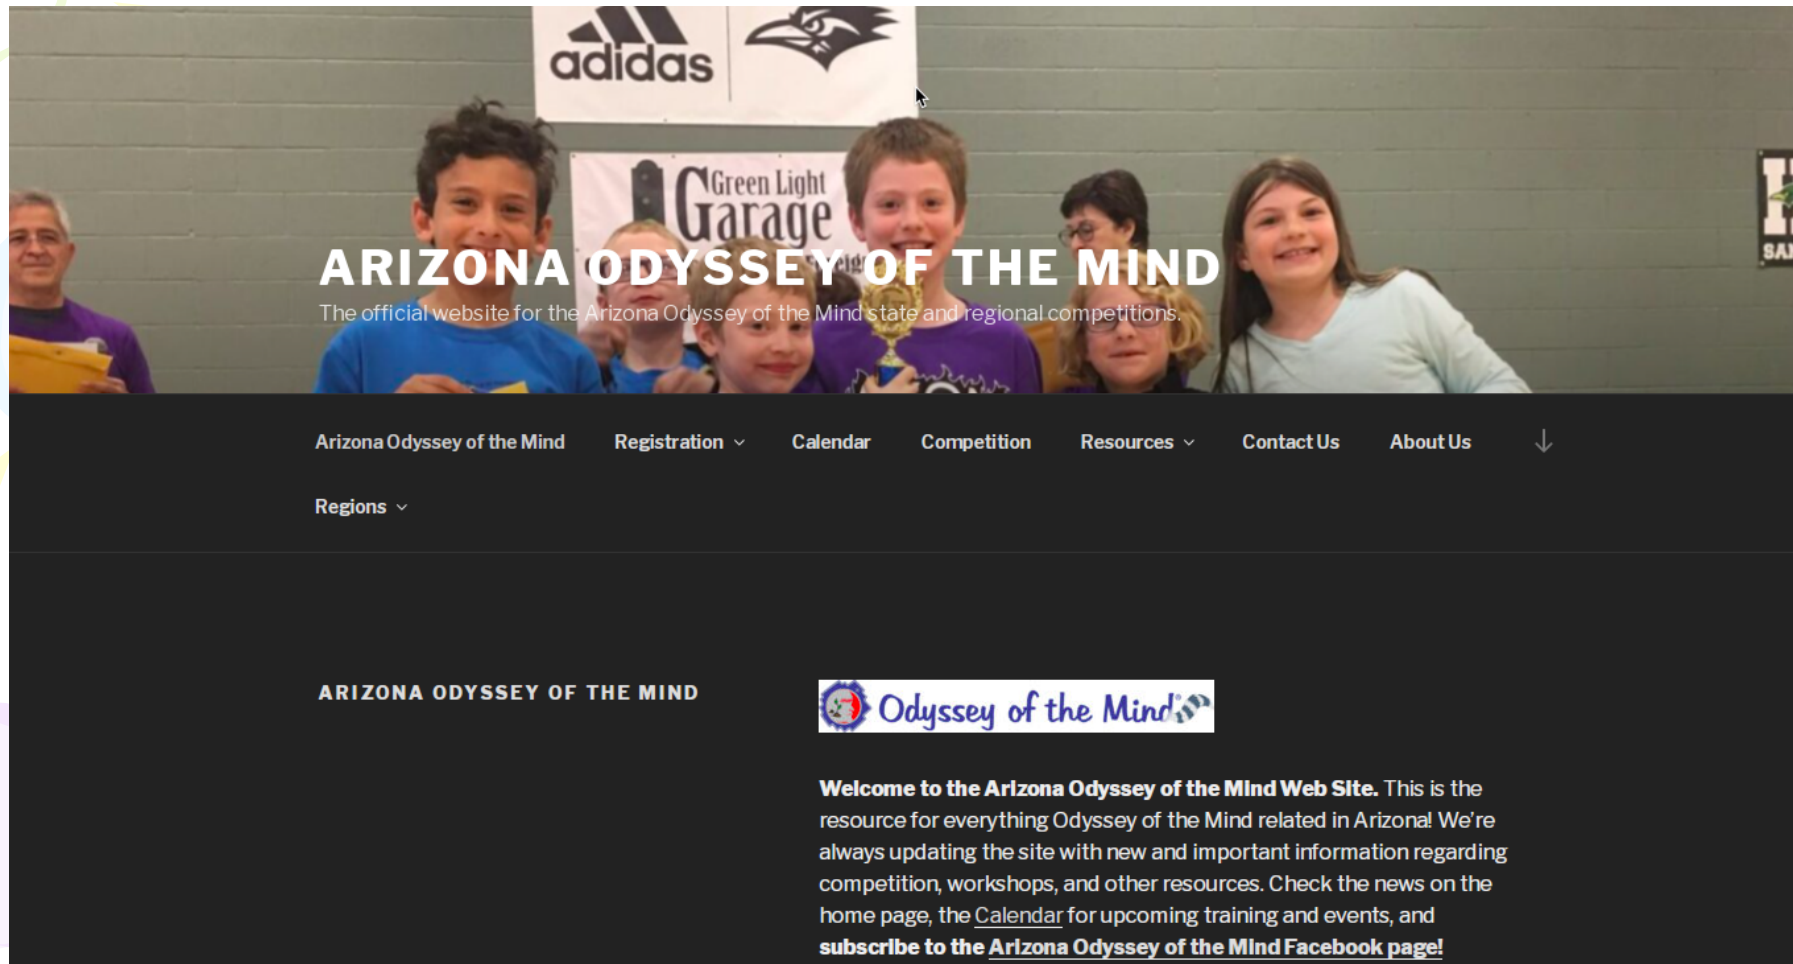 adidas
Green Light
Garage
ARIZONA ODYSSEY OF THE MIND
The official website for the Arizona Odyssey of the Mind state and regional competitions.
Arizona Odyssey of the Mind Registration Calendar Competition Resources Contact Us About Us
Regions
ARIZONA ODYSSEY OF THE MIND
Odyssey of the Mind
Welcome to the Arizona Odyssey of the Mind Web Site. This is the
resource for everything Odyssey of the Mind related in Arizona! We’re
always updating the site with new and important information regarding
competition, workshops, and other resources. Check the news on the
home page, the Calendar for upcoming training and events, and
subscribe to the Arizona Odyssey of the Mind Facebook page!